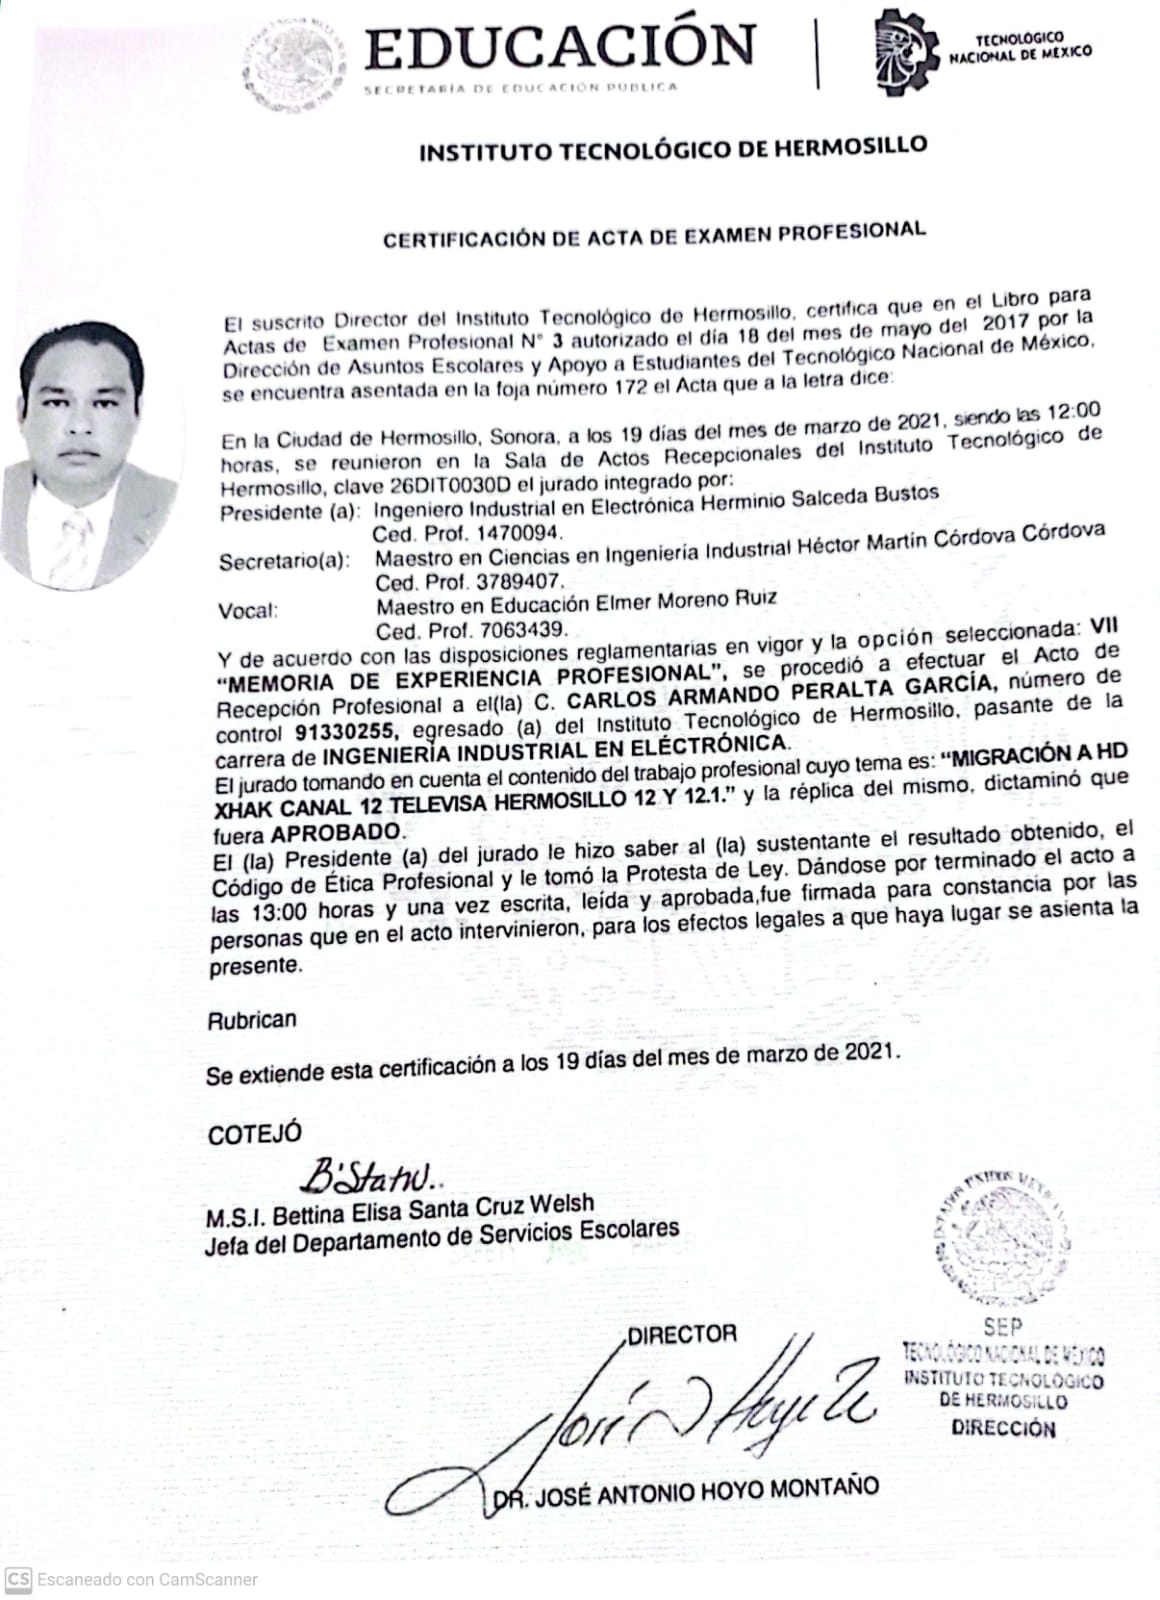 EDUCACIÓN
SECRETARÍA DE EDUCACIÓN PÚBLICA
TECNOLÓGICO
NACIONAL DE MÉXICO
INSTITUTO TECNOLÓGICO DE HERMOSILLO
CERTIFICACIÓN DE ACTA DE EXAMEN PROFESIONAL
El suscrito Director del Instituto Tecnológico de Hermosillo, certifica que en el Libro para
Actas de Examen Profesional N° 3 autorizado el día 18 del mes de mayo del 2017 por la
Dirección de Asuntos Escolares y Apoyo a Estudiantes del Tecnológico Nacional de México,
se encuentra asentada en la foja número 172 el Acta que a la letra dice:
En la Ciudad de Hermosillo, Sonora, a los 19 días del mes de marzo de 2021, siendo las 12:00
horas, se reunieron en la Sala de Actos Recepcionales del Instituto Tecnológico de
Hermosillo, clave 26DIT0030D el jurado integrado por:
Presidente (a): Ingeniero Industrial en Electrónica Herminio Salceda Bustos
Ced. Prof. 1470094.
Secretario(a): Maestro en Ciencias en Ingeniería Industrial Héctor Martín Córdova Córdova
Ced. Prof. 3789407.
Vocal: Maestro en Educación Elmer Moreno Ruiz
Ced. Prof. 7063439.
Y de acuerdo con las disposiciones reglamentarias en vigor y la opción seleccionada: VII
“MEMORIA DE EXPERIENCIA PROFESIONAL”, se procedió a efectuar el Acto de
Recepción Profesional a el(la) C. CARLOS ARMANDO PERALTA GARCÍA, número de
control 91330255, egresado (a) del Instituto Tecnológico de Hermosillo, pasante de la
carrera de INGENIERÍA INDUSTRIAL EN ELÉCTRÓNICA.
El jurado tomando en cuenta el contenido del trabajo profesional cuyo tema es: “MIGRACIÓN A HD
XHAK CANAL 12 TELEVISA HERMOSILLO 12 Y 12.1.” y la réplica del mismo, dictaminó que
fuera APROBADO.
El (la) Presidente (a) del jurado le hizo saber al (la) sustentante el resultado obtenido, el
Código de Ética Profesional y le tomó la Protesta de Ley. Dándose por terminado el acto a
las 13:00 horas y una vez escrita, leída y aprobada,fue firmada para constancia por las
personas que en el acto intervinieron, para los efectos legales a que haya lugar se asienta la
presente.
Rubrican
Se extiende esta certificación a los 19 días del mes de marzo de 2021.
COTEJÓ
M.S.I. Bettina Elisa Santa Cruz Welsh
Jefa del Departamento de Servicios Escolares
ESTADOS UNIDOS MEXICANOS
SEP
TECNOLÓGICO NACIONAL DE MÉXICO
INSTITUTO TECNOLÓGICO
DE HERMOSILLO
DIRECCIÓN
DIRECTOR
DR. JOSÉ ANTONIO HOYO MONTAÑO
CS Escaneado con CamScanner